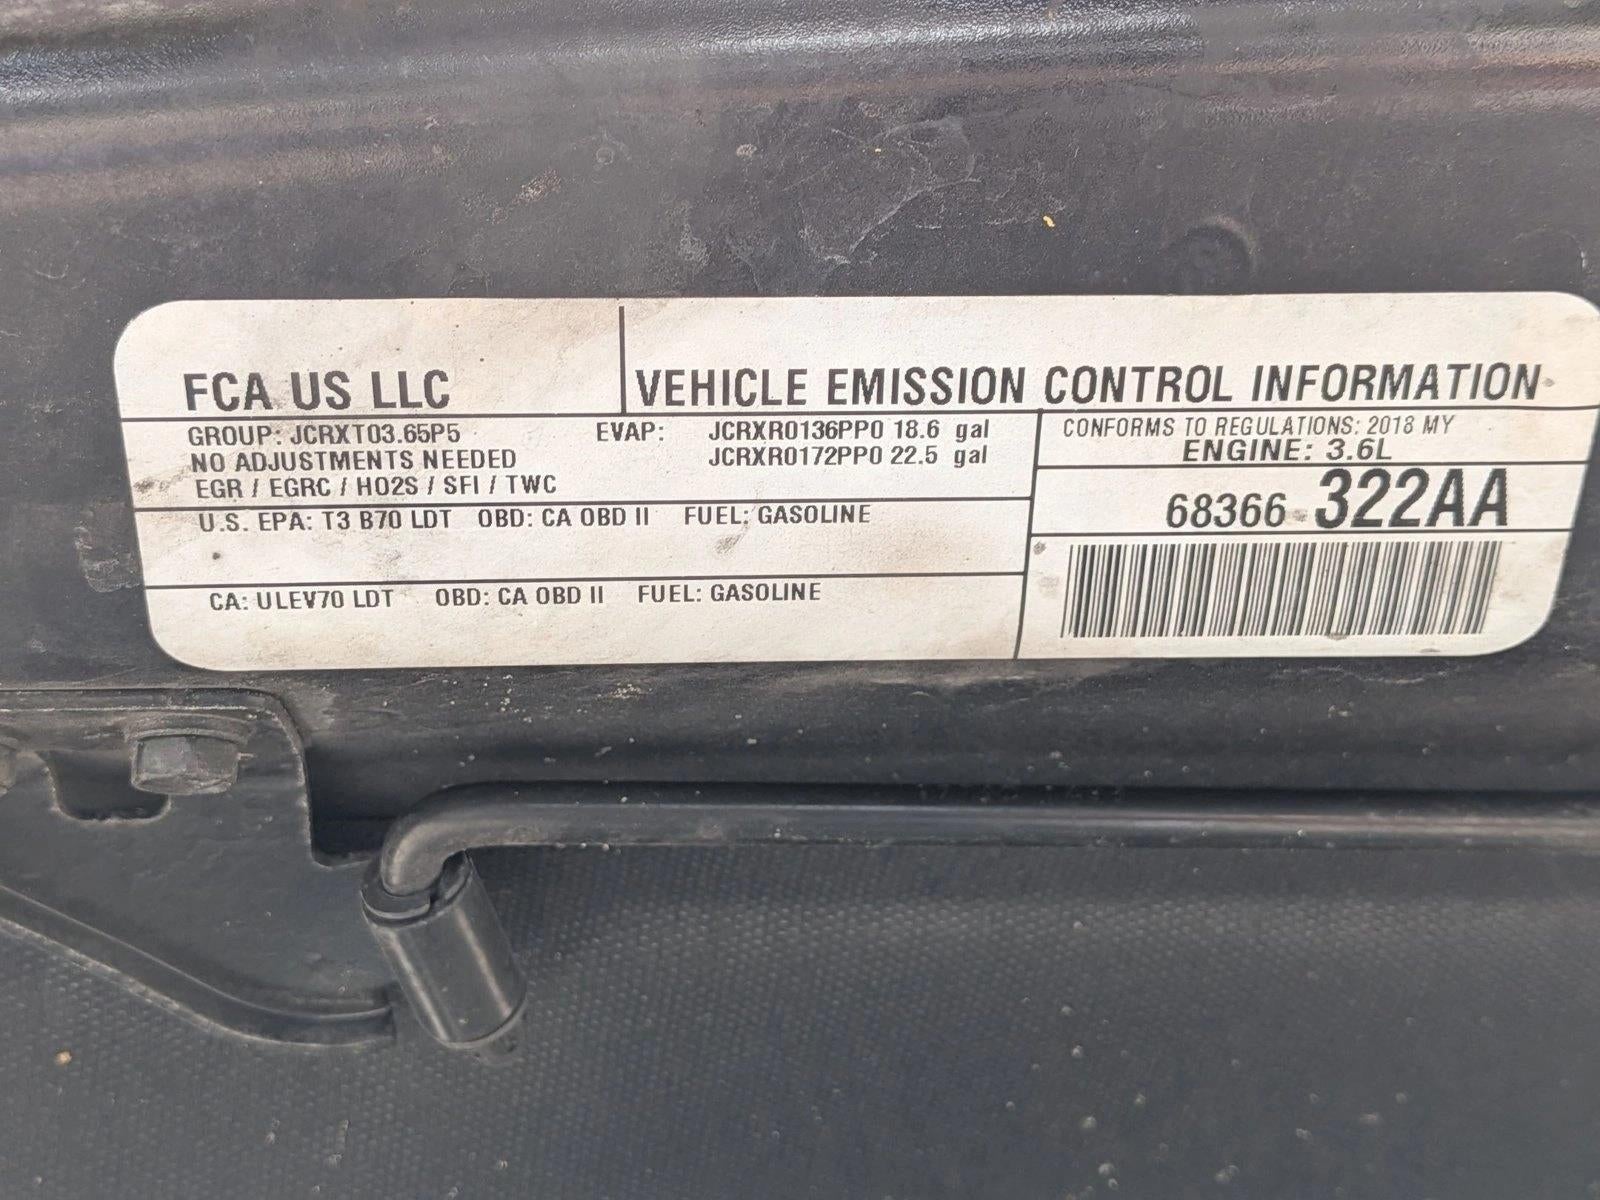 FCA US LLC
VEHICLE EMISSION CONTROL INFORMATION
GROUP: JCRXT03.65P5
NO ADJUSTMENTS NEEDED
EGR / EGRC / HO2S / SFI / TWC
EVAP: JCRXR0136PP0 18.6 gal
JCRXR0172PP0 22.5 gal
CONFORMS TO REGULATIONS: 2018 MY
ENGINE: 3.6L
68366 322AA
U.S. EPA: T3 B70 LDT OBD: CA OBD II FUEL: GASOLINE
CA: ULEV70 LDT OBD: CA OBD II FUEL: GASOLINE